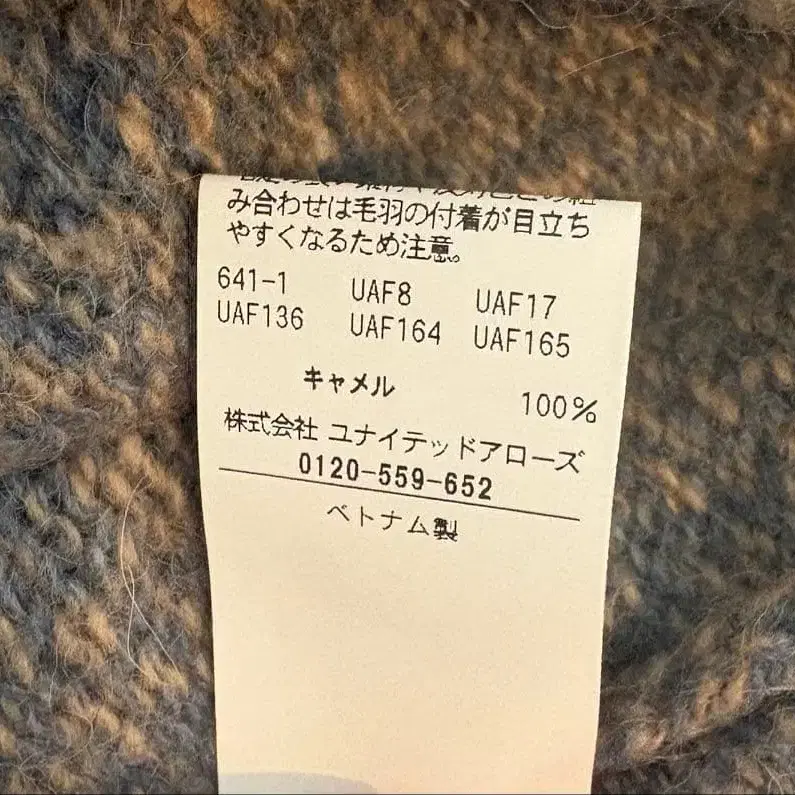 み合わせは毛羽の付着が目立ち
やすくなるため注意。
641-1 UAF8 UAF17
UAF136 UAF164 UAF165
キャメル 100%
株式会社 ユナイテッドアローズ
0120-559-652
ベトナム製